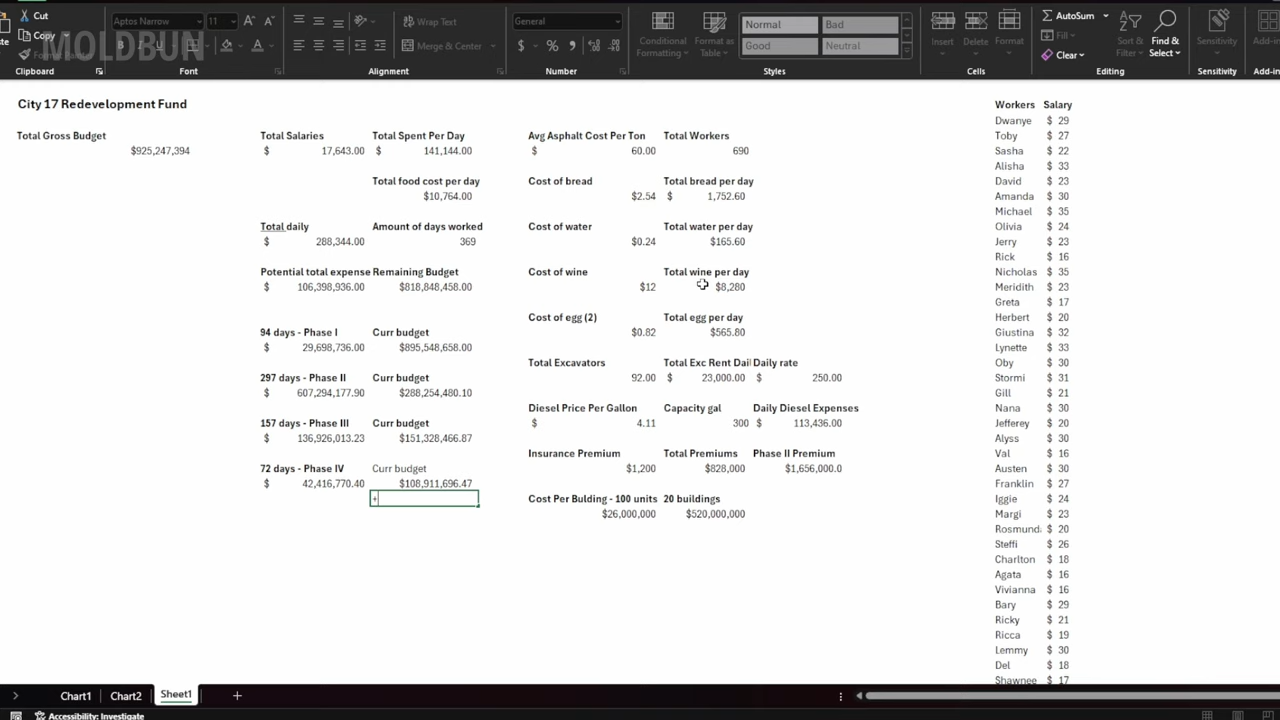 Cut
Copy
MOLDBUN
Clipboard
Aptos Narrow
11
Font
Wrap Text
Merge & Center
Alignment
General
Number
Conditional Formatting
Format as Table
Normal
Bad
Good
Neutral
Styles
Insert
Delete
Format
Cells
AutoSum
Fill
Clear
Sort & Filter
Find & Select
Editing
Sensitivity
Sensitivity
Add-in
City 17 Redevelopment Fund
Total Gross Budget
$925,247,394
Total Salaries Total Spent Per Day
$ 17,643.00 $ 141,144.00
Total food cost per day
$10,764.00
Total daily Amount of days worked
$ 288,344.00 369
Potential total expense Remaining Budget
$ 106,398,936.00 $818,848,458.00
94 days - Phase I Curr budget
$ 29,698,736.00 $895,548,658.00
297 days - Phase II Curr budget
$ 607,294,177.90 $288,254,480.10
157 days - Phase III Curr budget
$ 136,926,013.23 $151,328,466.87
72 days - Phase IV Curr budget
$ 42,416,770.40 $108,911,696.47
+
Avg Asphalt Cost Per Ton Total Workers
$ 60.00 690
Cost of bread Total bread per day
$2.54 $ 1,752.60
Cost of water Total water per day
$0.24 $165.60
Cost of wine Total wine per day
$12 $8,280
Cost of egg (2) Total egg per day
$0.82 $565.80
Total Excavators Total Exc Rent Dai Daily rate
92.00 $ 23,000.00 $ 250.00
Diesel Price Per Gallon Capacity gal Daily Diesel Expenses
$ 4.11 300 $ 113,436.00
Insurance Premium Total Premiums Phase II Premium
$1,200 $828,000 $1,656,000.0
Cost Per Bulding - 100 units 20 buildings
$26,000,000 $520,000,000
Workers Salary
Dwanye $ 29
Toby $ 27
Sasha $ 22
Alisha $ 33
David $ 23
Amanda $ 30
Michael $ 35
Olivia $ 24
Jerry $ 23
Rick $ 16
Nicholas $ 35
Meridith $ 23
Greta $ 17
Herbert $ 20
Giustina $ 32
Lynette $ 33
Oby $ 30
Stormi $ 31
Gill $ 21
Nana $ 30
Jefferey $ 20
Alyss $ 30
Val $ 16
Austen $ 30
Franklin $ 27
Iggie $ 24
Margi $ 23
Rosmund $ 20
Steffi $ 26
Charlton $ 18
Agata $ 16
Vivianna $ 16
Bary $ 29
Ricky $ 21
Ricca $ 19
Lemmy $ 30
Del $ 18
Shawnee $ 17
Chart1 Chart2 Sheet1
Accessibility: Investigate